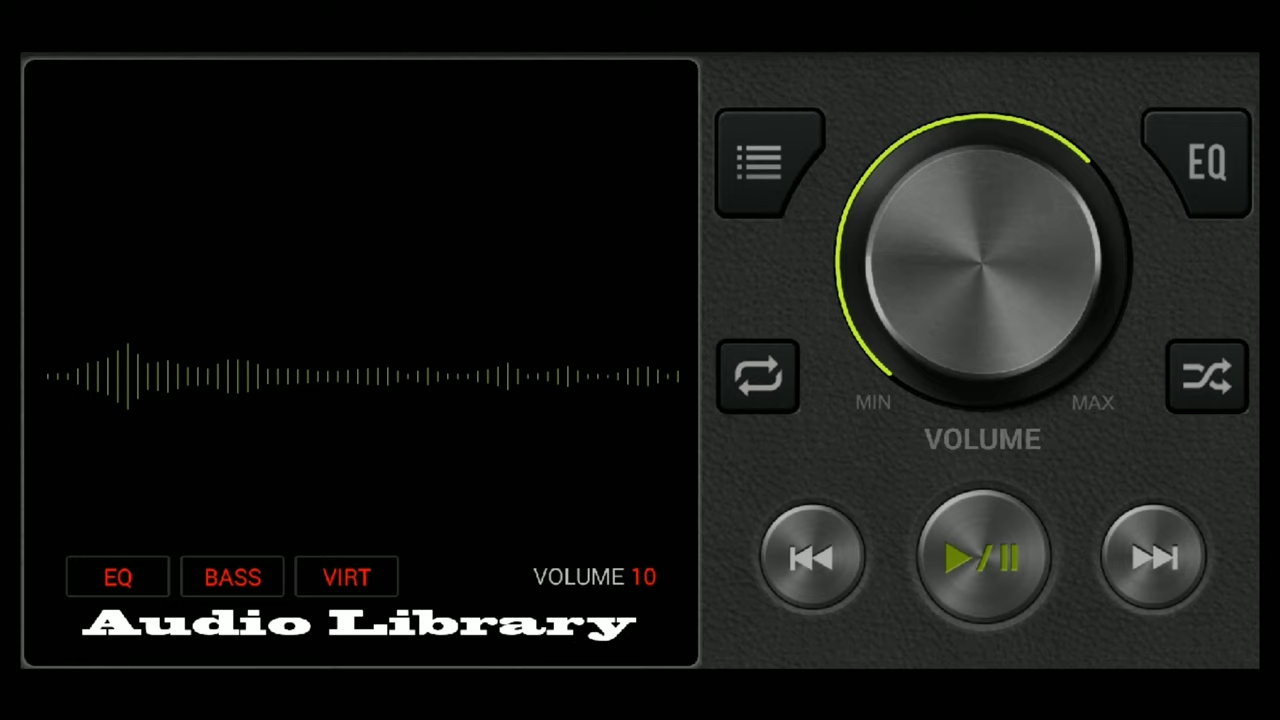 EQ
MIN MAX
VOLUME
EQ BASS VIRT VOLUME 10
Audio Library